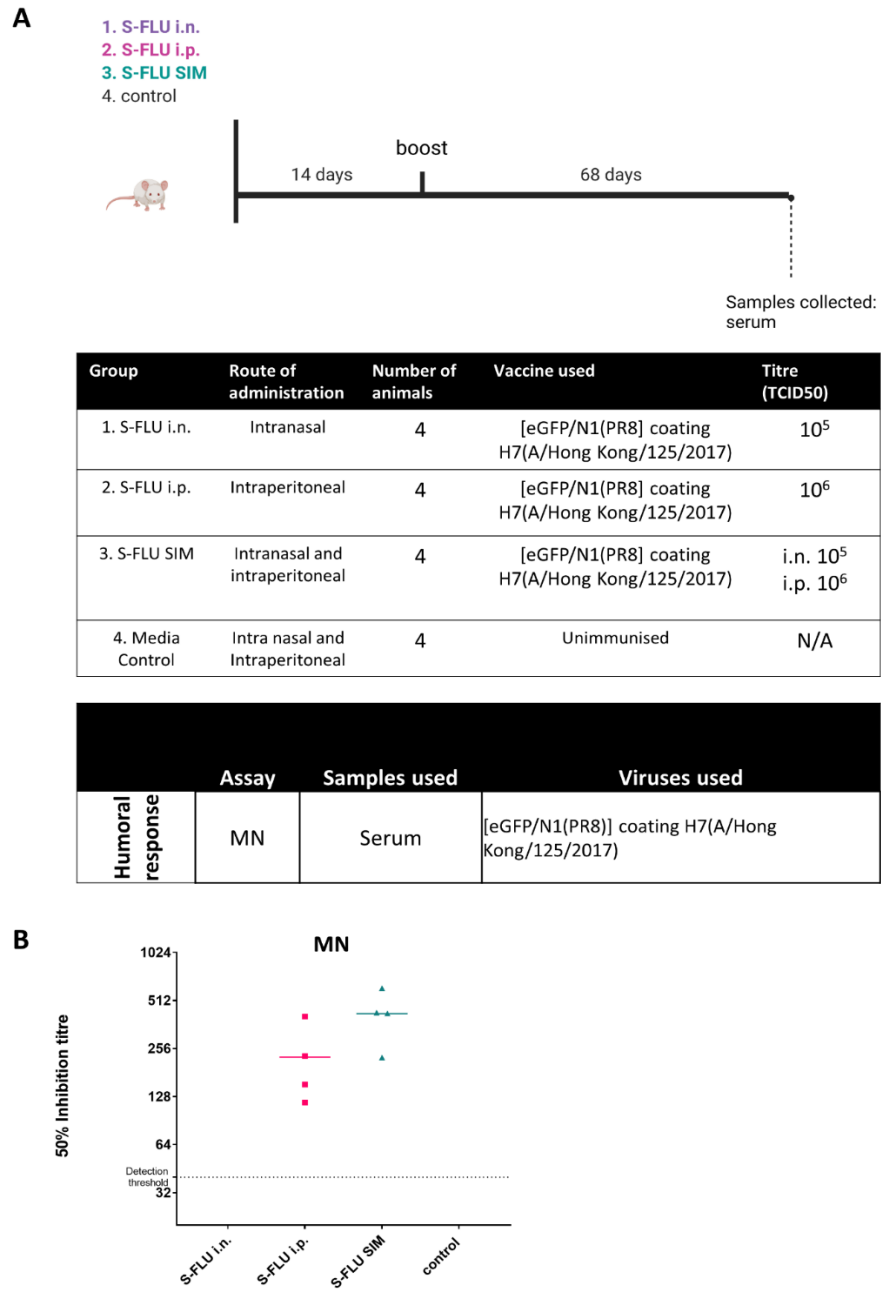 A
1. S-FLU i.n.
2. S-FLU i.p.
3. S-FLU SIM
4. control
boost
14 days
68 days
Samples collected:
serum
Group Route of administration Number of animals Vaccine used Titre (TCID50)
1. S-FLU i.n. Intranasal 4 [eGFP/N1(PR8] coating H7(A/Hong Kong/125/2017) 10⁵
2. S-FLU i.p. Intraperitoneal 4 [eGFP/N1(PR8] coating H7(A/Hong Kong/125/2017) 10⁶
3. S-FLU SIM Intranasal and intraperitoneal 4 [eGFP/N1(PR8] coating H7(A/Hong Kong/125/2017) i.n. 10⁵ i.p. 10⁶
4. Media Control Intra nasal and Intraperitoneal 4 Unimmunised N/A
Assay Samples used Viruses used
Humoral response MN Serum [eGFP/N1(PR8)] coating H7(A/Hong Kong/125/2017)
B
MN
50% Inhibition titre
1024
512
256
128
64
Detection
threshold
32
S-FLU i.n.
S-FLU i.p.
S-FLU SIM
control